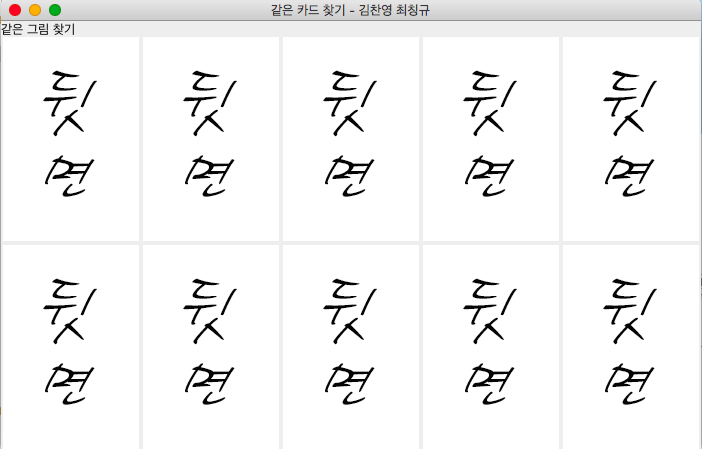 같은 카드 찾기 - 김찬영 최칭규
같은 그림 찾기
뒷 뒷 뒷 뒷 뒷
면 면 면 면 면
뒷 뒷 뒷 뒷 뒷
면 면 면 면 면